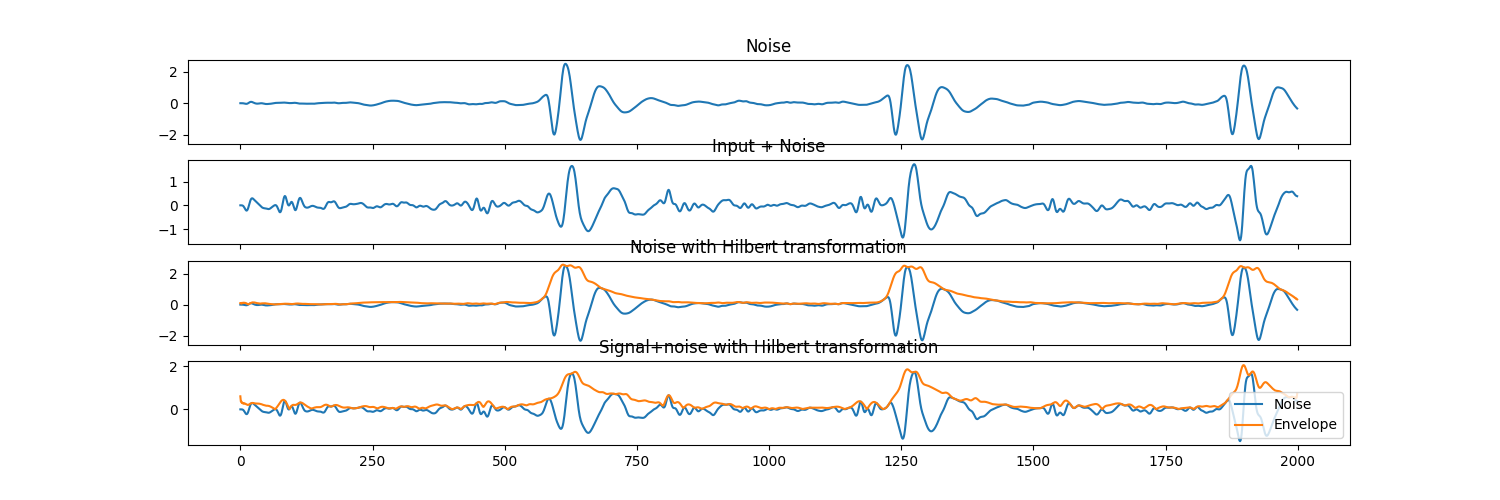 Noise
2
0
−2
Input + Noise
1
0
−1
Noise with Hilbert transformation
2
0
−2
Signal+noise with Hilbert transformation
2
0
Noise
Envelope
0 250 500 750 1000 1250 1500 1750 2000